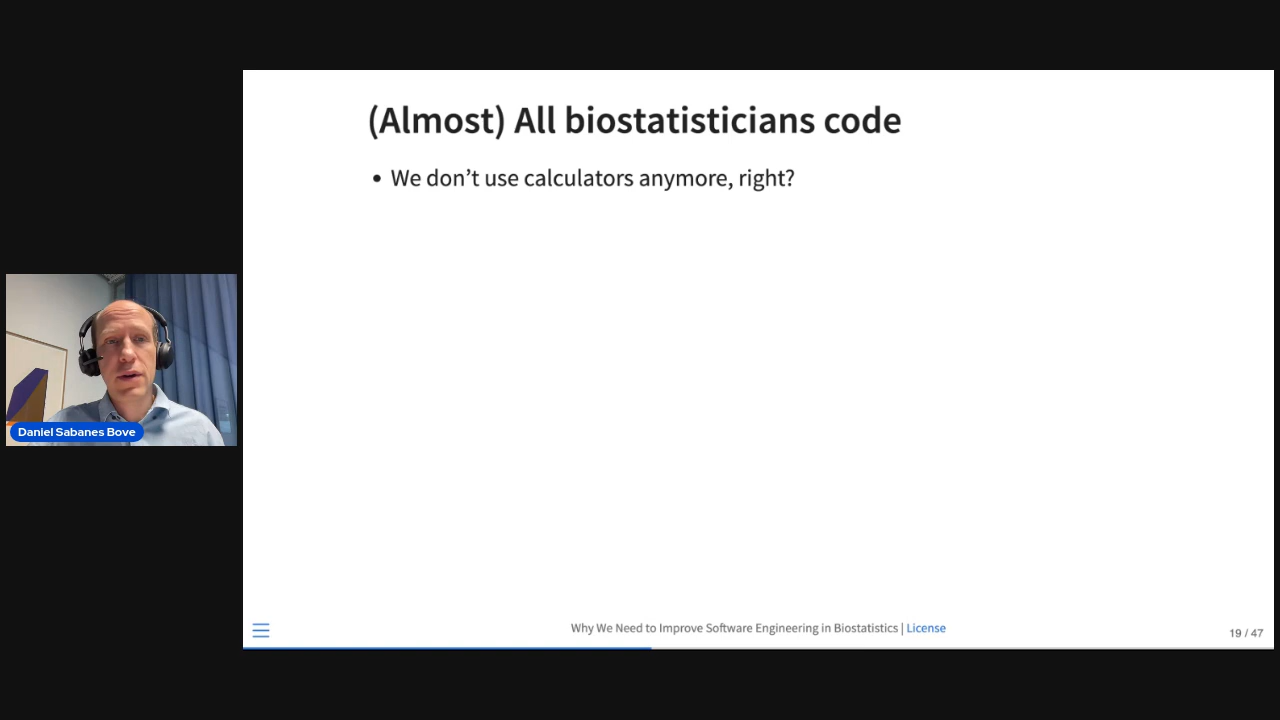 (Almost) All biostatisticians code
• We don't use calculators anymore, right?
Daniel Sabanes Bove
Why We Need to Improve Software Engineering in Biostatistics | License
19 / 47